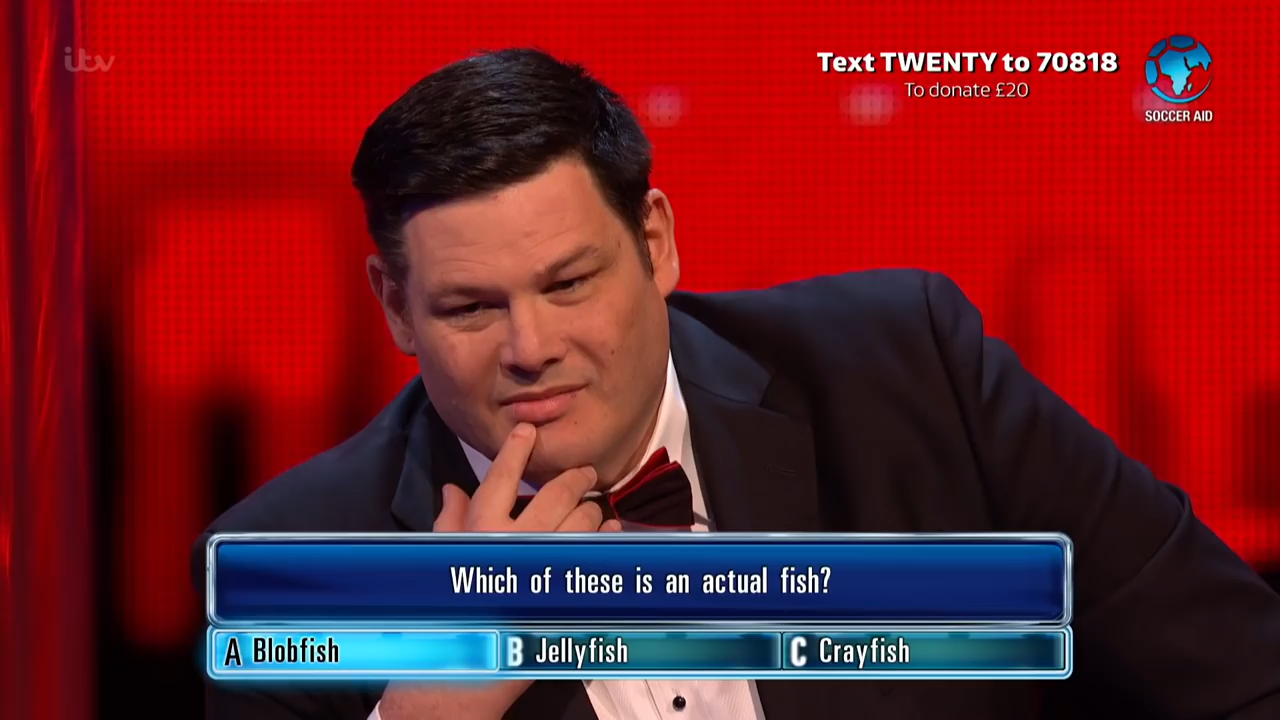 itv
Text TWENTY to 70818
To donate £20
SOCCER AID
Which of these is an actual fish?
A Blobfish
B Jellyfish
C Crayfish